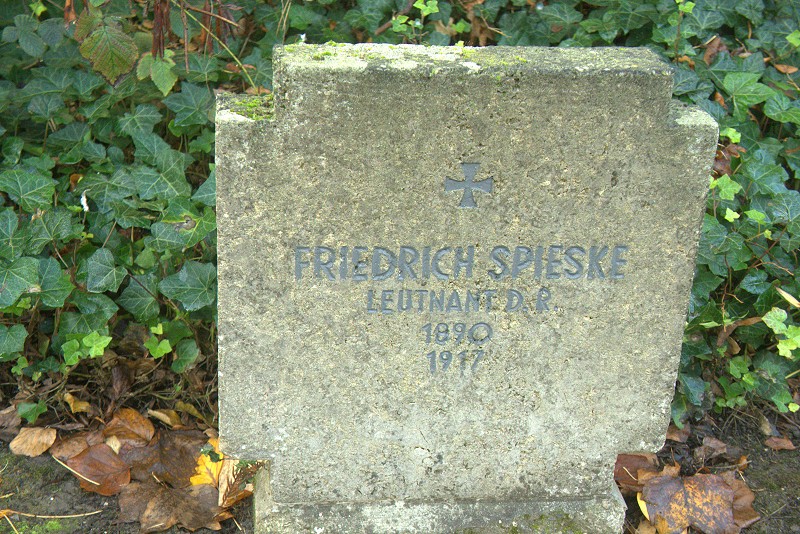 FRIEDRICH SPIESKE
LEUTNANT D. R.
1890
1917